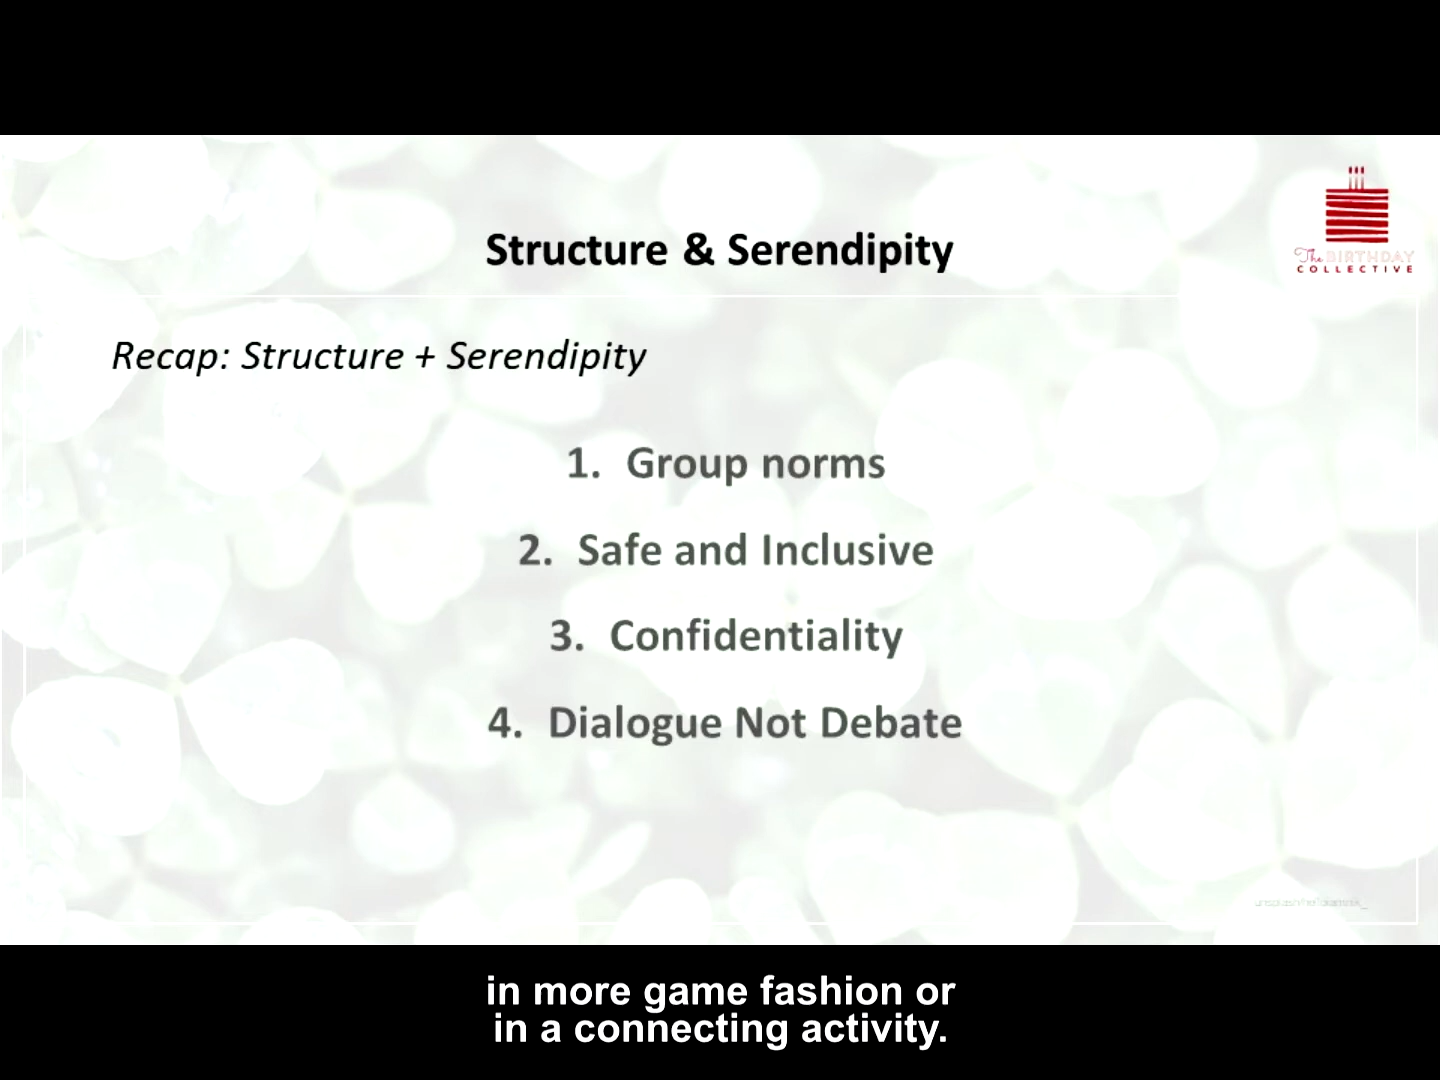 The BIRTHDAY
COLLECTIVE
Structure & Serendipity
Recap: Structure + Serendipity
1. Group norms
2. Safe and Inclusive
3. Confidentiality
4. Dialogue Not Debate
in more game fashion or
in a connecting activity.